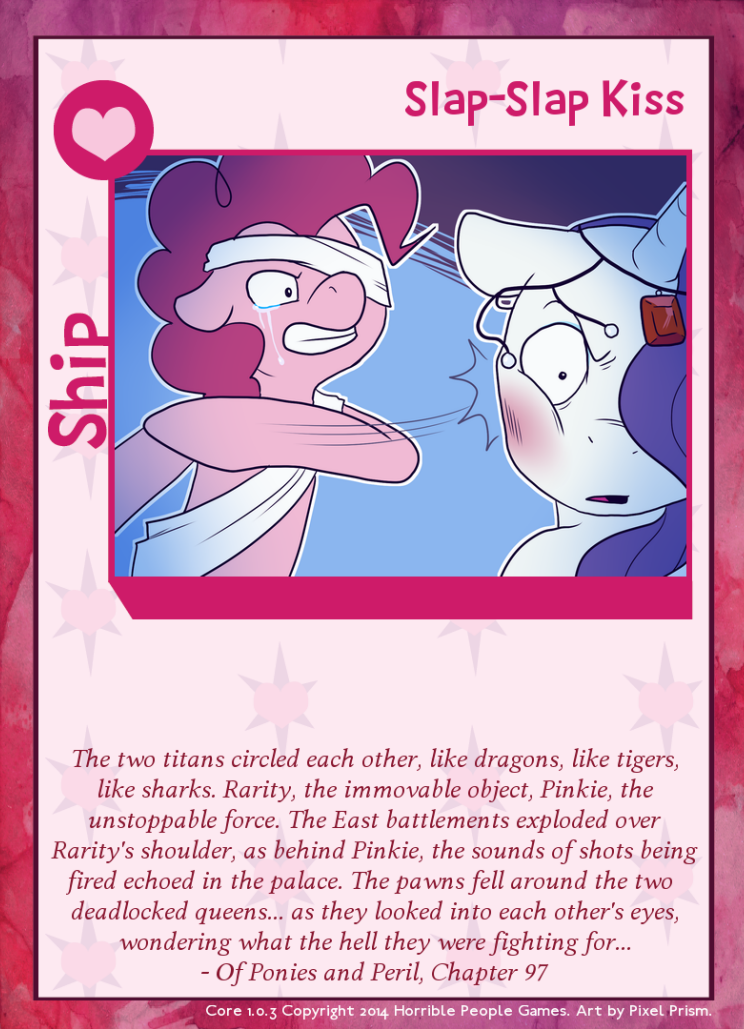 Slap-Slap Kiss
Ship
The two titans circled each other, like dragons, like tigers,
like sharks. Rarity, the immovable object, Pinkie, the
unstoppable force. The East battlements exploded over
Rarity's shoulder, as behind Pinkie, the sounds of shots being
fired echoed in the palace. The pawns fell around the two
deadlocked queens... as they looked into each other's eyes,
wondering what the hell they were fighting for...
- Of Ponies and Peril, Chapter 97
Core 1.0.3 Copyright 2014 Horrible People Games. Art by Pixel Prism.